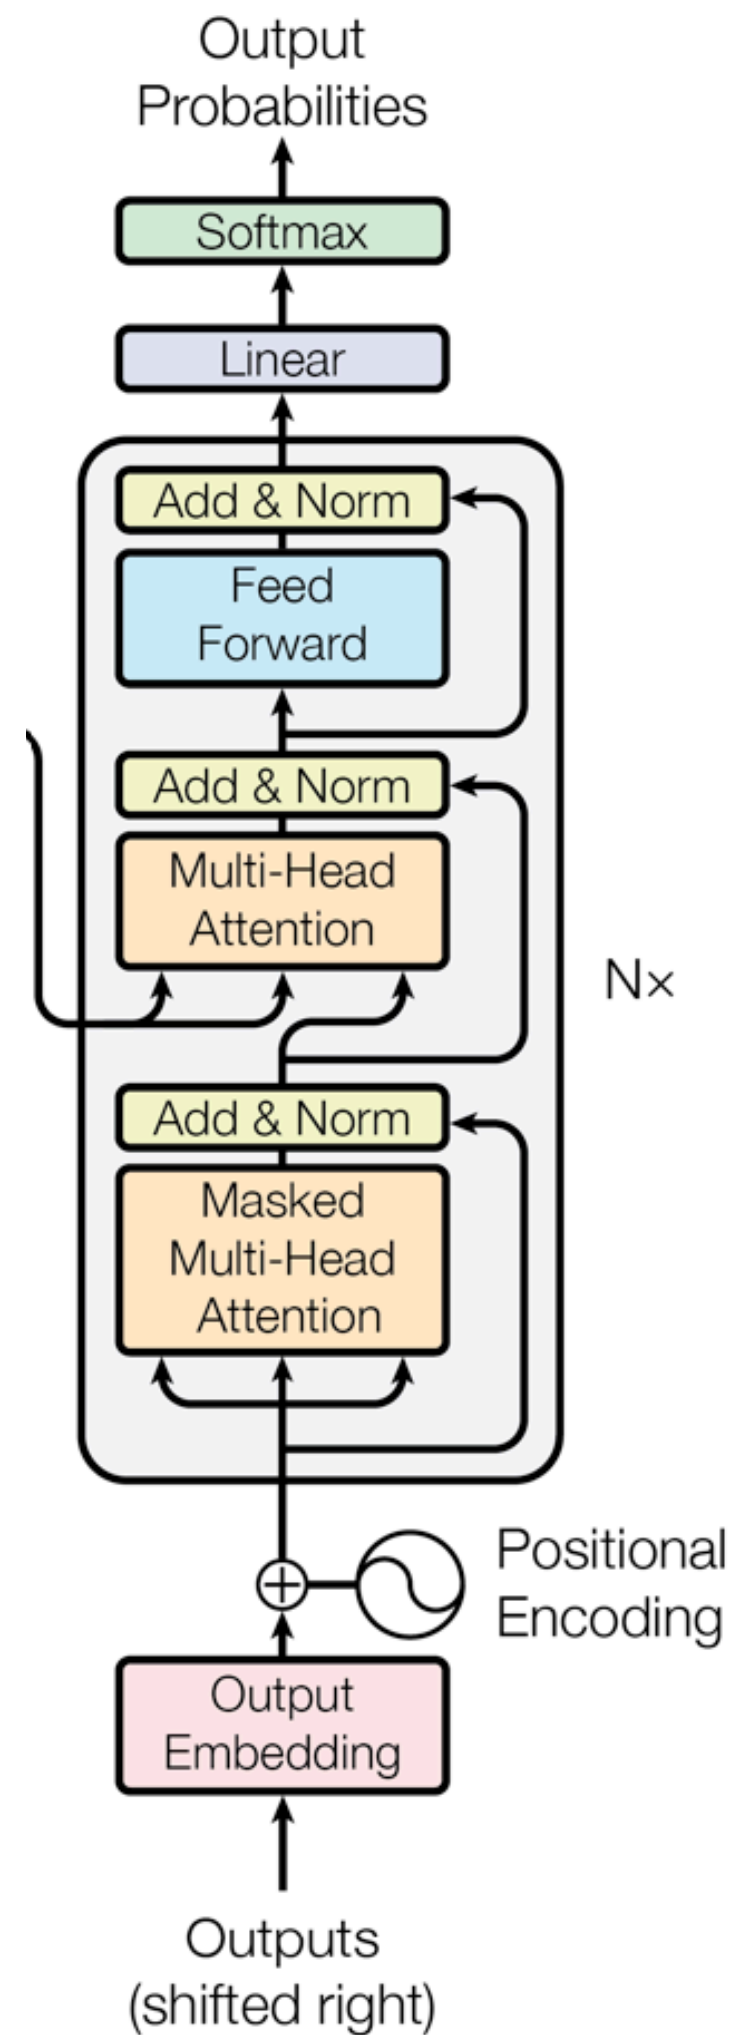 Output
Probabilities
Softmax
Linear
Add & Norm
Feed
Forward
Add & Norm
Multi-Head
Attention
N×
Add & Norm
Masked
Multi-Head
Attention
Positional
Encoding
Output
Embedding
Outputs
(shifted right)